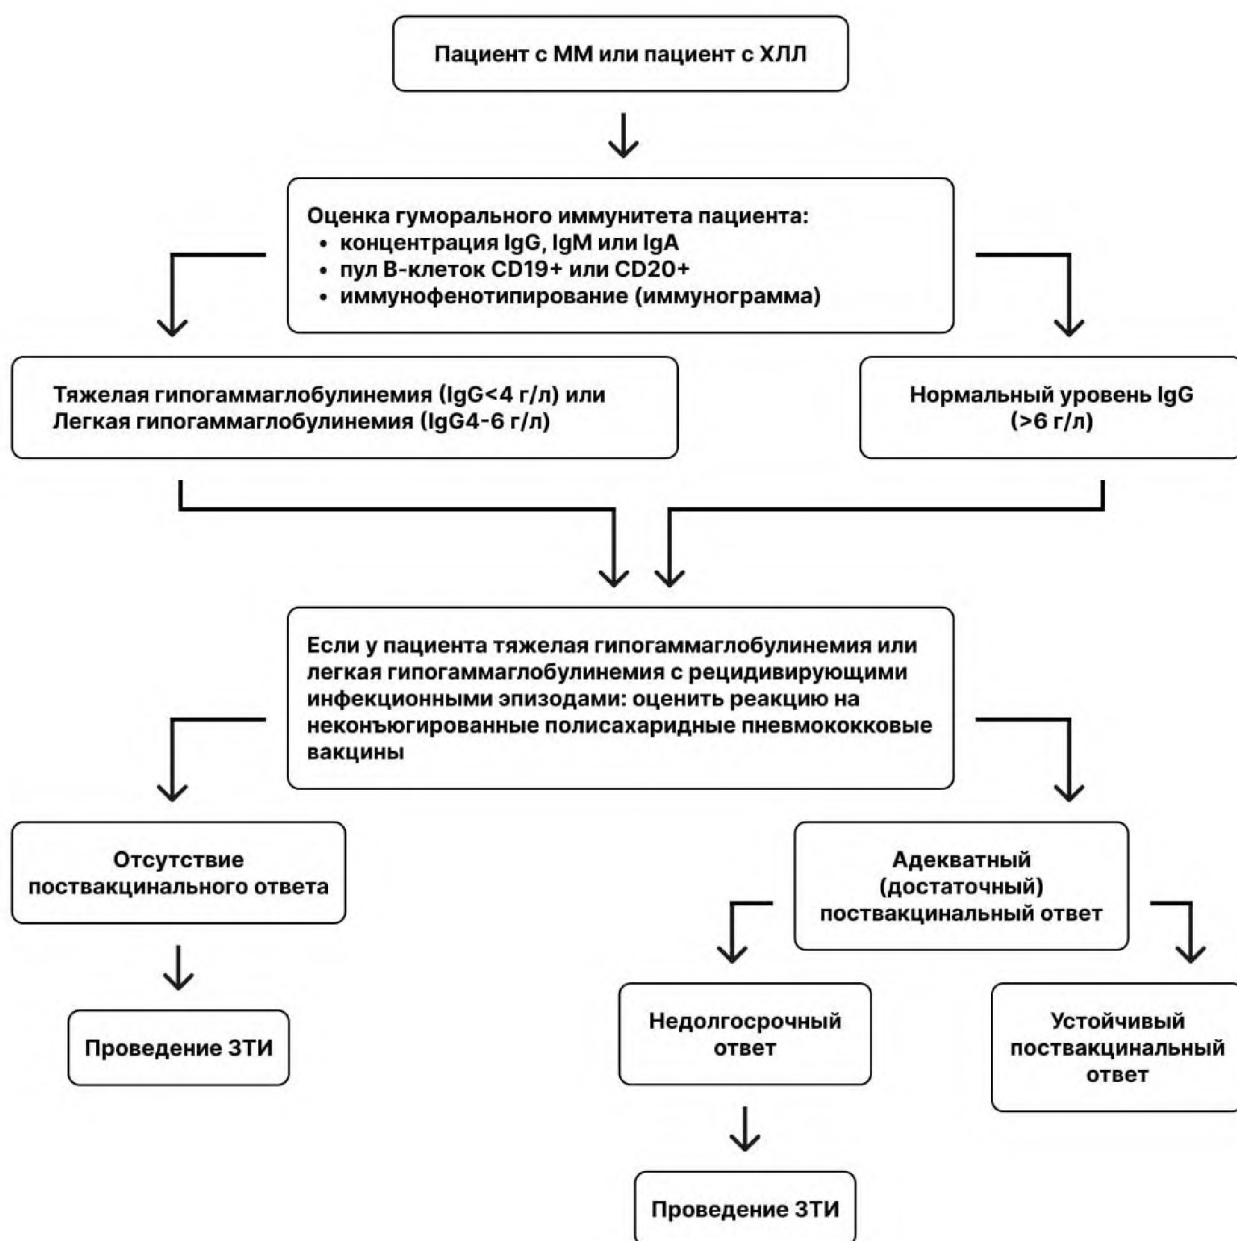 Пациент с ММ или пациент с ХЛЛ
Оценка гуморального иммунитета пациента:
• концентрация IgG, IgM или IgA
• пул В-клеток CD19+ или CD20+
• иммунофенотипирование (иммунограмма)
Тяжелая гипогаммаглобулинемия (IgG<4 г/л) или
Легкая гипогаммаглобулинемия (IgG4-6 г/л)
Нормальный уровень IgG
(>6 г/л)
Если у пациента тяжелая гипогаммаглобулинемия или
легкая гипогаммаглобулинемия с рецидивирующими
инфекционными эпизодами: оценить реакцию на
неконъюгированные полисахаридные пневмококковые
вакцины
Отсутствие
поствакцинального ответа
Адекватный
(достаточный)
поствакцинальный ответ
Проведение ЗТИ
Недолгосрочный
ответ
Устойчивый
поствакцинальный
ответ
Проведение ЗТИ